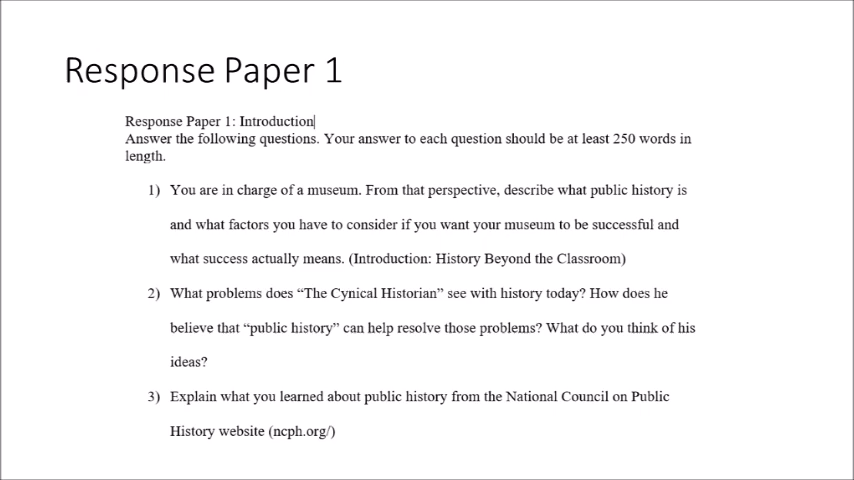 Response Paper 1
Response Paper 1: Introduction
Answer the following questions. Your answer to each question should be at least 250 words in
length.
1) You are in charge of a museum. From that perspective, describe what public history is
and what factors you have to consider if you want your museum to be successful and
what success actually means. (Introduction: History Beyond the Classroom)
2) What problems does “The Cynical Historian” see with history today? How does he
believe that “public history” can help resolve those problems? What do you think of his
ideas?
3) Explain what you learned about public history from the National Council on Public
History website (ncph.org/)